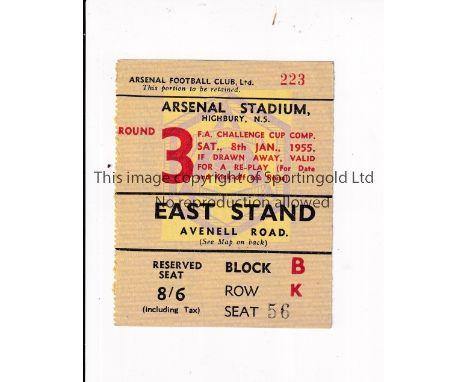 ARSENAL FOOTBALL CLUB, Ltd. 223
This portion to be retained.
ARSENAL STADIUM,
HIGHBURY, N.5.
ROUND
3
F.A. CHALLENGE CUP COMP.
SAT., 8th JAN., 1955.
IF DRAWN AWAY, VALID
FOR A RE-PLAY (For Date
This image copyright of Sportingold Ltd
No reproduction allowed
EAST STAND
AVENELL ROAD.
(See Map on back)
RESERVED
SEAT
8/6
(including Tax)
BLOCK B
ROW K
SEAT 56